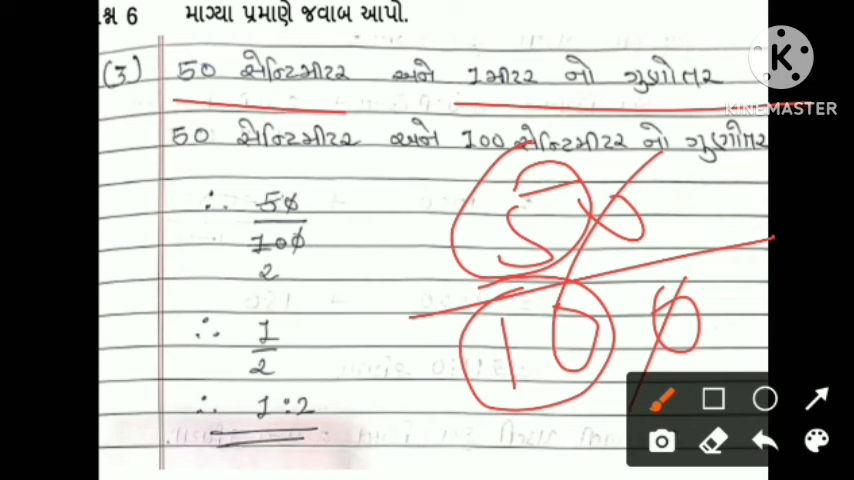 શ્ન 6 માગ્યા પ્રમાણે જવાબ આપો.
(3) 50 સેન્ટિમીટર અને 1 મીટર નો ગુણોતર
50 સેન્ટિમીટર અને 100 સેન્ટિમીટર નો ગુણોતર
∴ 50
100
2
50
100
∴ 1
2
∴ 1:2
K
KINEMASTER